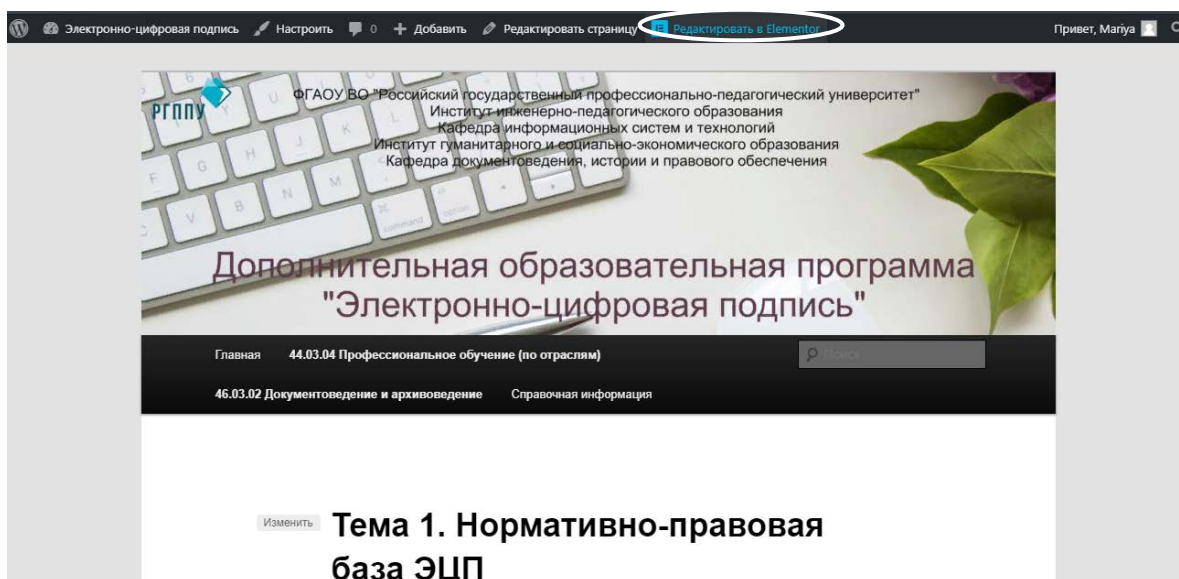 Электронно-цифровая подпись Настроить 0 Добавить Редактировать страницу Редактировать в Elementor Привет, Mariya
РГППУ
ФГАОУ ВО "Российский государственный профессионально-педагогический университет"
Институт инженерно-педагогического образования
Кафедра информационных систем и технологий
Институт гуманитарного и социально-экономического образования
Кафедра документоведения, истории и правового обеспечения
Дополнительная образовательная программа
"Электронно-цифровая подпись"
Главная 44.03.04 Профессиональное обучение (по отраслям) Поиск
46.03.02 Документоведение и архивоведение Справочная информация
Изменить Тема 1. Нормативно-правовая
база ЭЦП